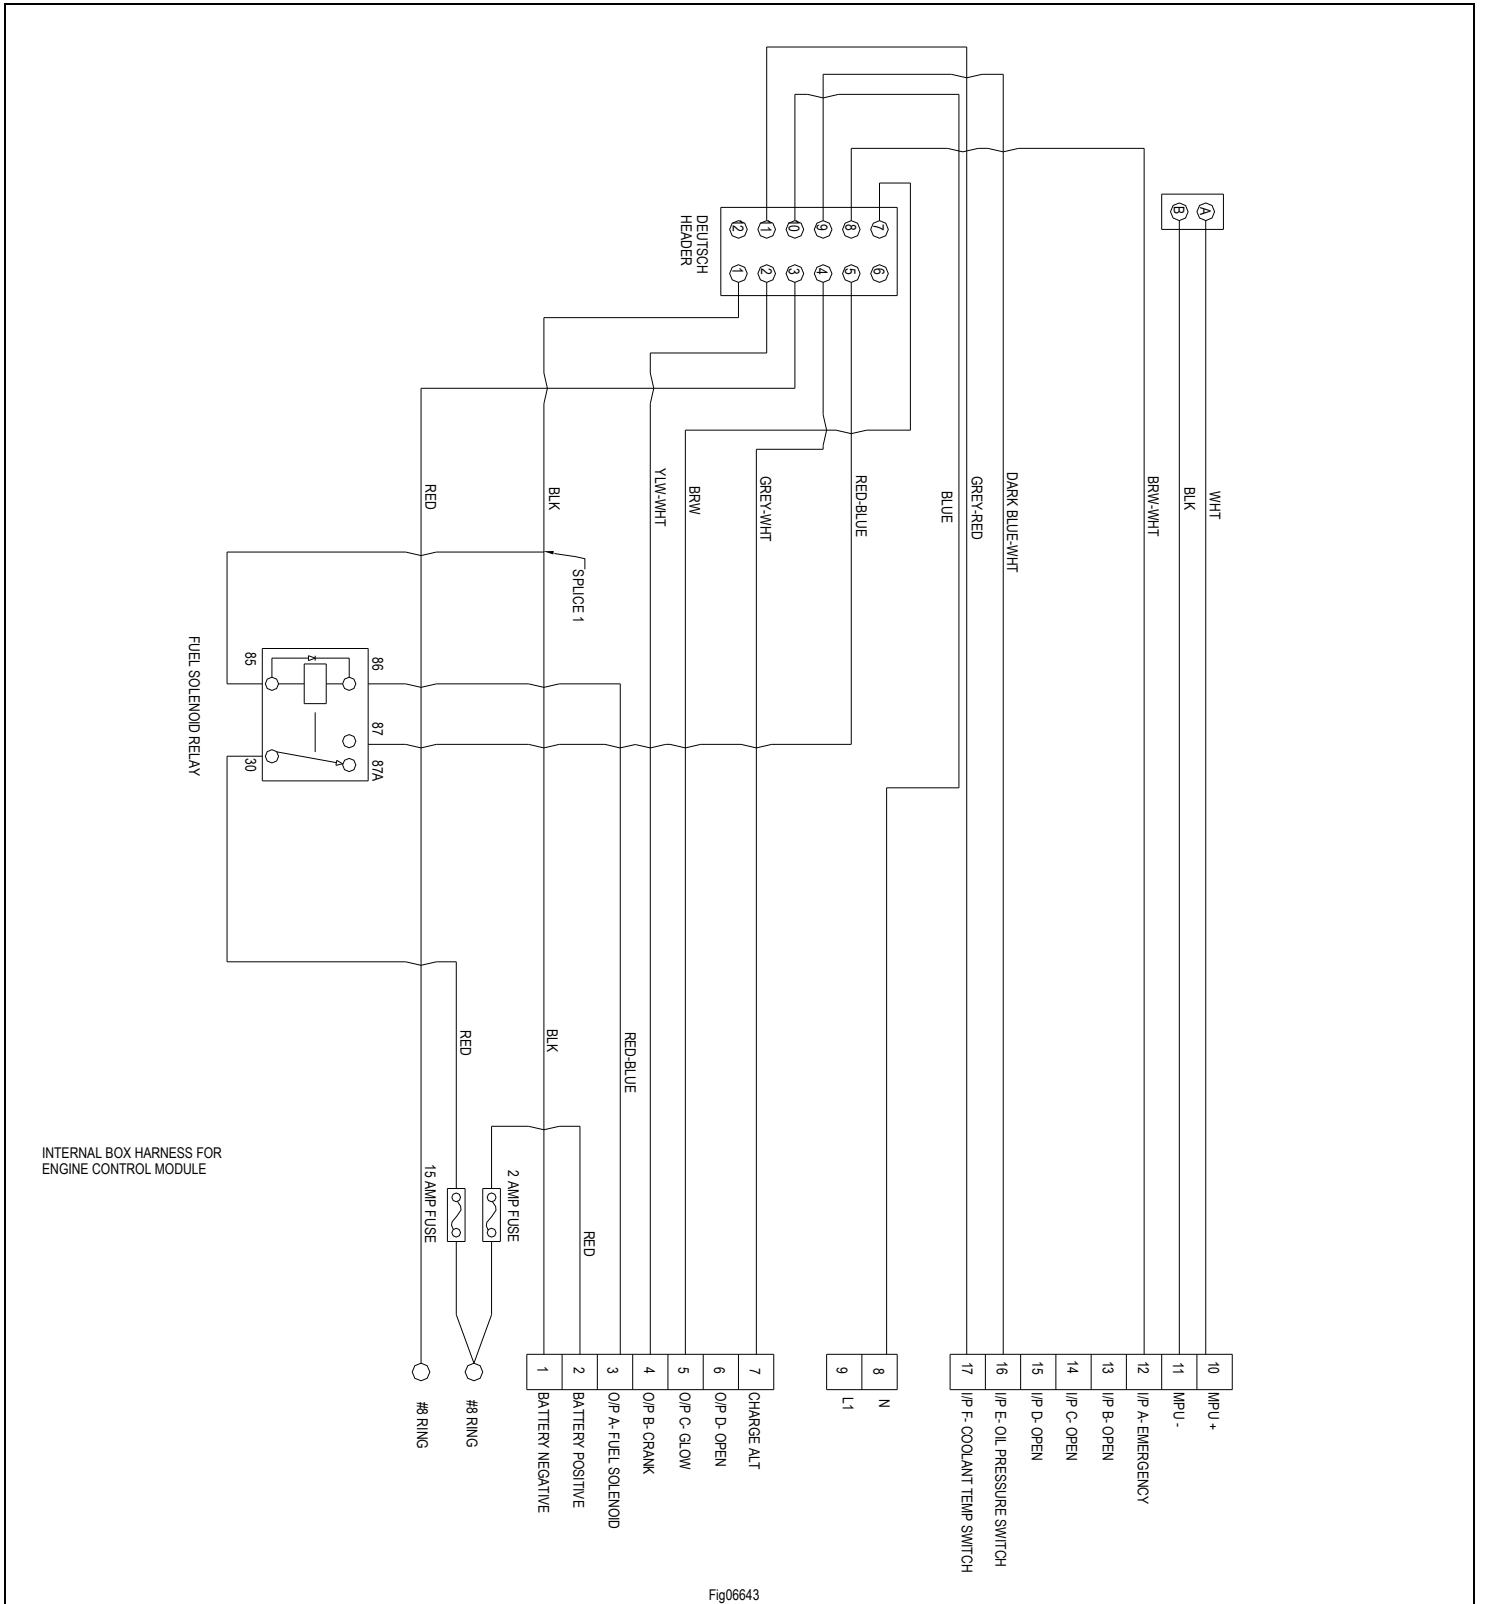 DEUTSCH
HEADER
12
11
10
9
8
7
1
2
3
4
5
6
B
A
RED
BLK
YLW-WHT
BRW
GREY-WHT
RED-BLUE
BLUE
GREY-RED
DARK BLUE-WHT
BRW-WHT
BLK
WHT
SPLICE 1
FUEL SOLENOID RELAY
85
86
87
30
87A
RED
BLK
RED-BLUE
INTERNAL BOX HARNESS FOR
ENGINE CONTROL MODULE
15 AMP FUSE
2 AMP FUSE
RED
#8 RING
#8 RING
1 BATTERY NEGATIVE
2 BATTERY POSITIVE
3 O/P A- FUEL SOLENOID
4 O/P B- CRANK
5 O/P C- GLOW
6 O/P D- OPEN
7 CHARGE ALT
9 L1
8 N
17 I/P F- COOLANT TEMP SWITCH
16 I/P E- OIL PRESSURE SWITCH
15 I/P D- OPEN
14 I/P C- OPEN
13 I/P B- OPEN
12 I/P A- EMERGENCY
11 MPU -
10 MPU +
Fig06643